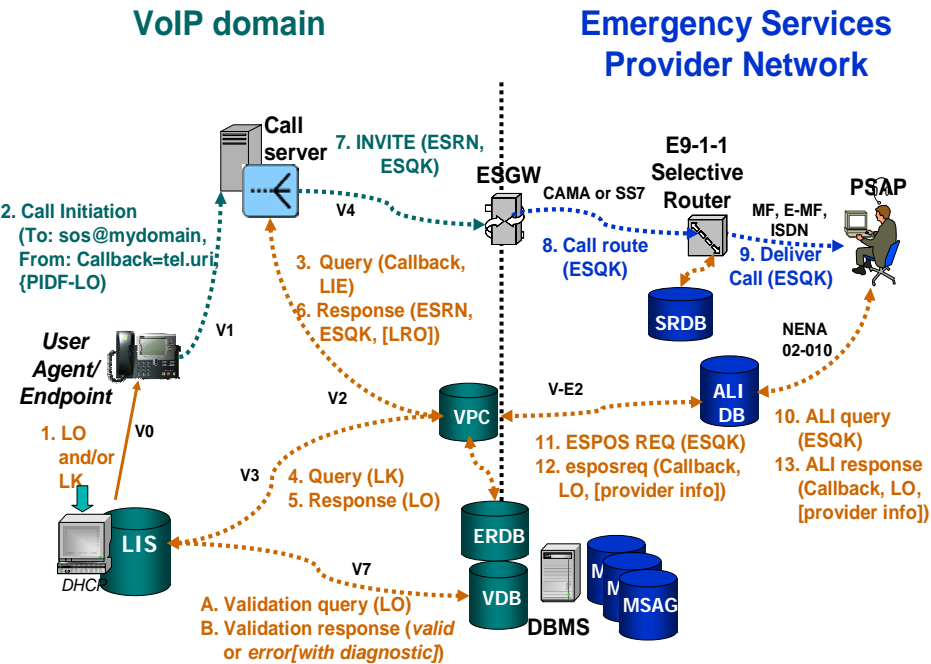 VoIP domain
Emergency Services
Provider Network
Call
server
7. INVITE (ESRN,
ESQK)
ESGW
E9-1-1
Selective
Router
PSAP
CAMA or SS7
MF, E-MF,
ISDN
V4
2. Call Initiation
(To: sos@mydomain,
From: Callback=tel.uri,
{PIDF-LO)
8. Call route
(ESQK)
9. Deliver
Call (ESQK)
3. Query (Callback,
LIE)
6. Response (ESRN,
ESQK, [LRO])
SRDB
V1
User
Agent/
Endpoint
NENA
02-010
V2
V-E2
VPC
ALI
DB
1. LO
and/or
LK
V0
10. ALI query
(ESQK)
13. ALI response
(Callback, LO,
[provider info])
11. ESPOS REQ (ESQK)
12. esposreq (Callback,
LO, [provider info])
V3
4. Query (LK)
5. Response (LO)
LIS
DHCP
ERDB
V7
VDB
DBMS
M
M
MSAG
A. Validation query (LO)
B. Validation response (valid
or error[with diagnostic])